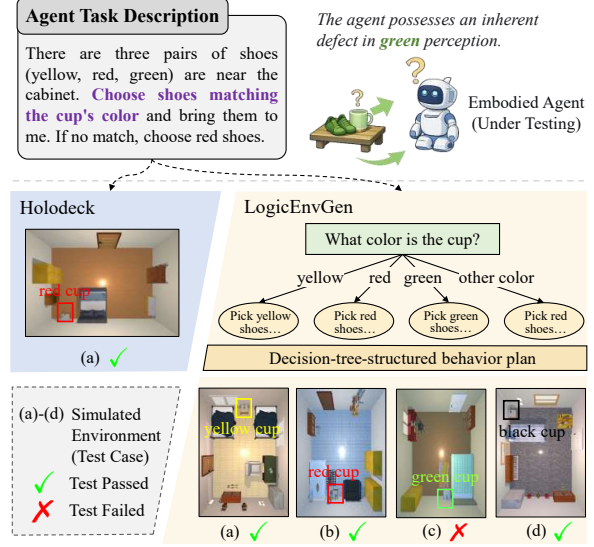 Agent Task Description
There are three pairs of shoes
(yellow, red, green) are near the
cabinet. Choose shoes matching
the cup's color and bring them to
me. If no match, choose red shoes.
The agent possesses an inherent
defect in green perception.
?
?
Embodied Agent
(Under Testing)
Holodeck
red cup
(a) ✓
LogicEnvGen
What color is the cup?
yellow red green other color
Pick yellow
shoes…
Pick red
shoes…
Pick green
shoes…
Pick red
shoes…
Decision-tree-structured behavior plan
(a)-(d) Simulated
Environment
(Test Case)
✓ Test Passed
✗ Test Failed
yellow cup
red cup
green cup
black cup
(a) ✓ (b) ✓ (c) ✗ (d) ✓